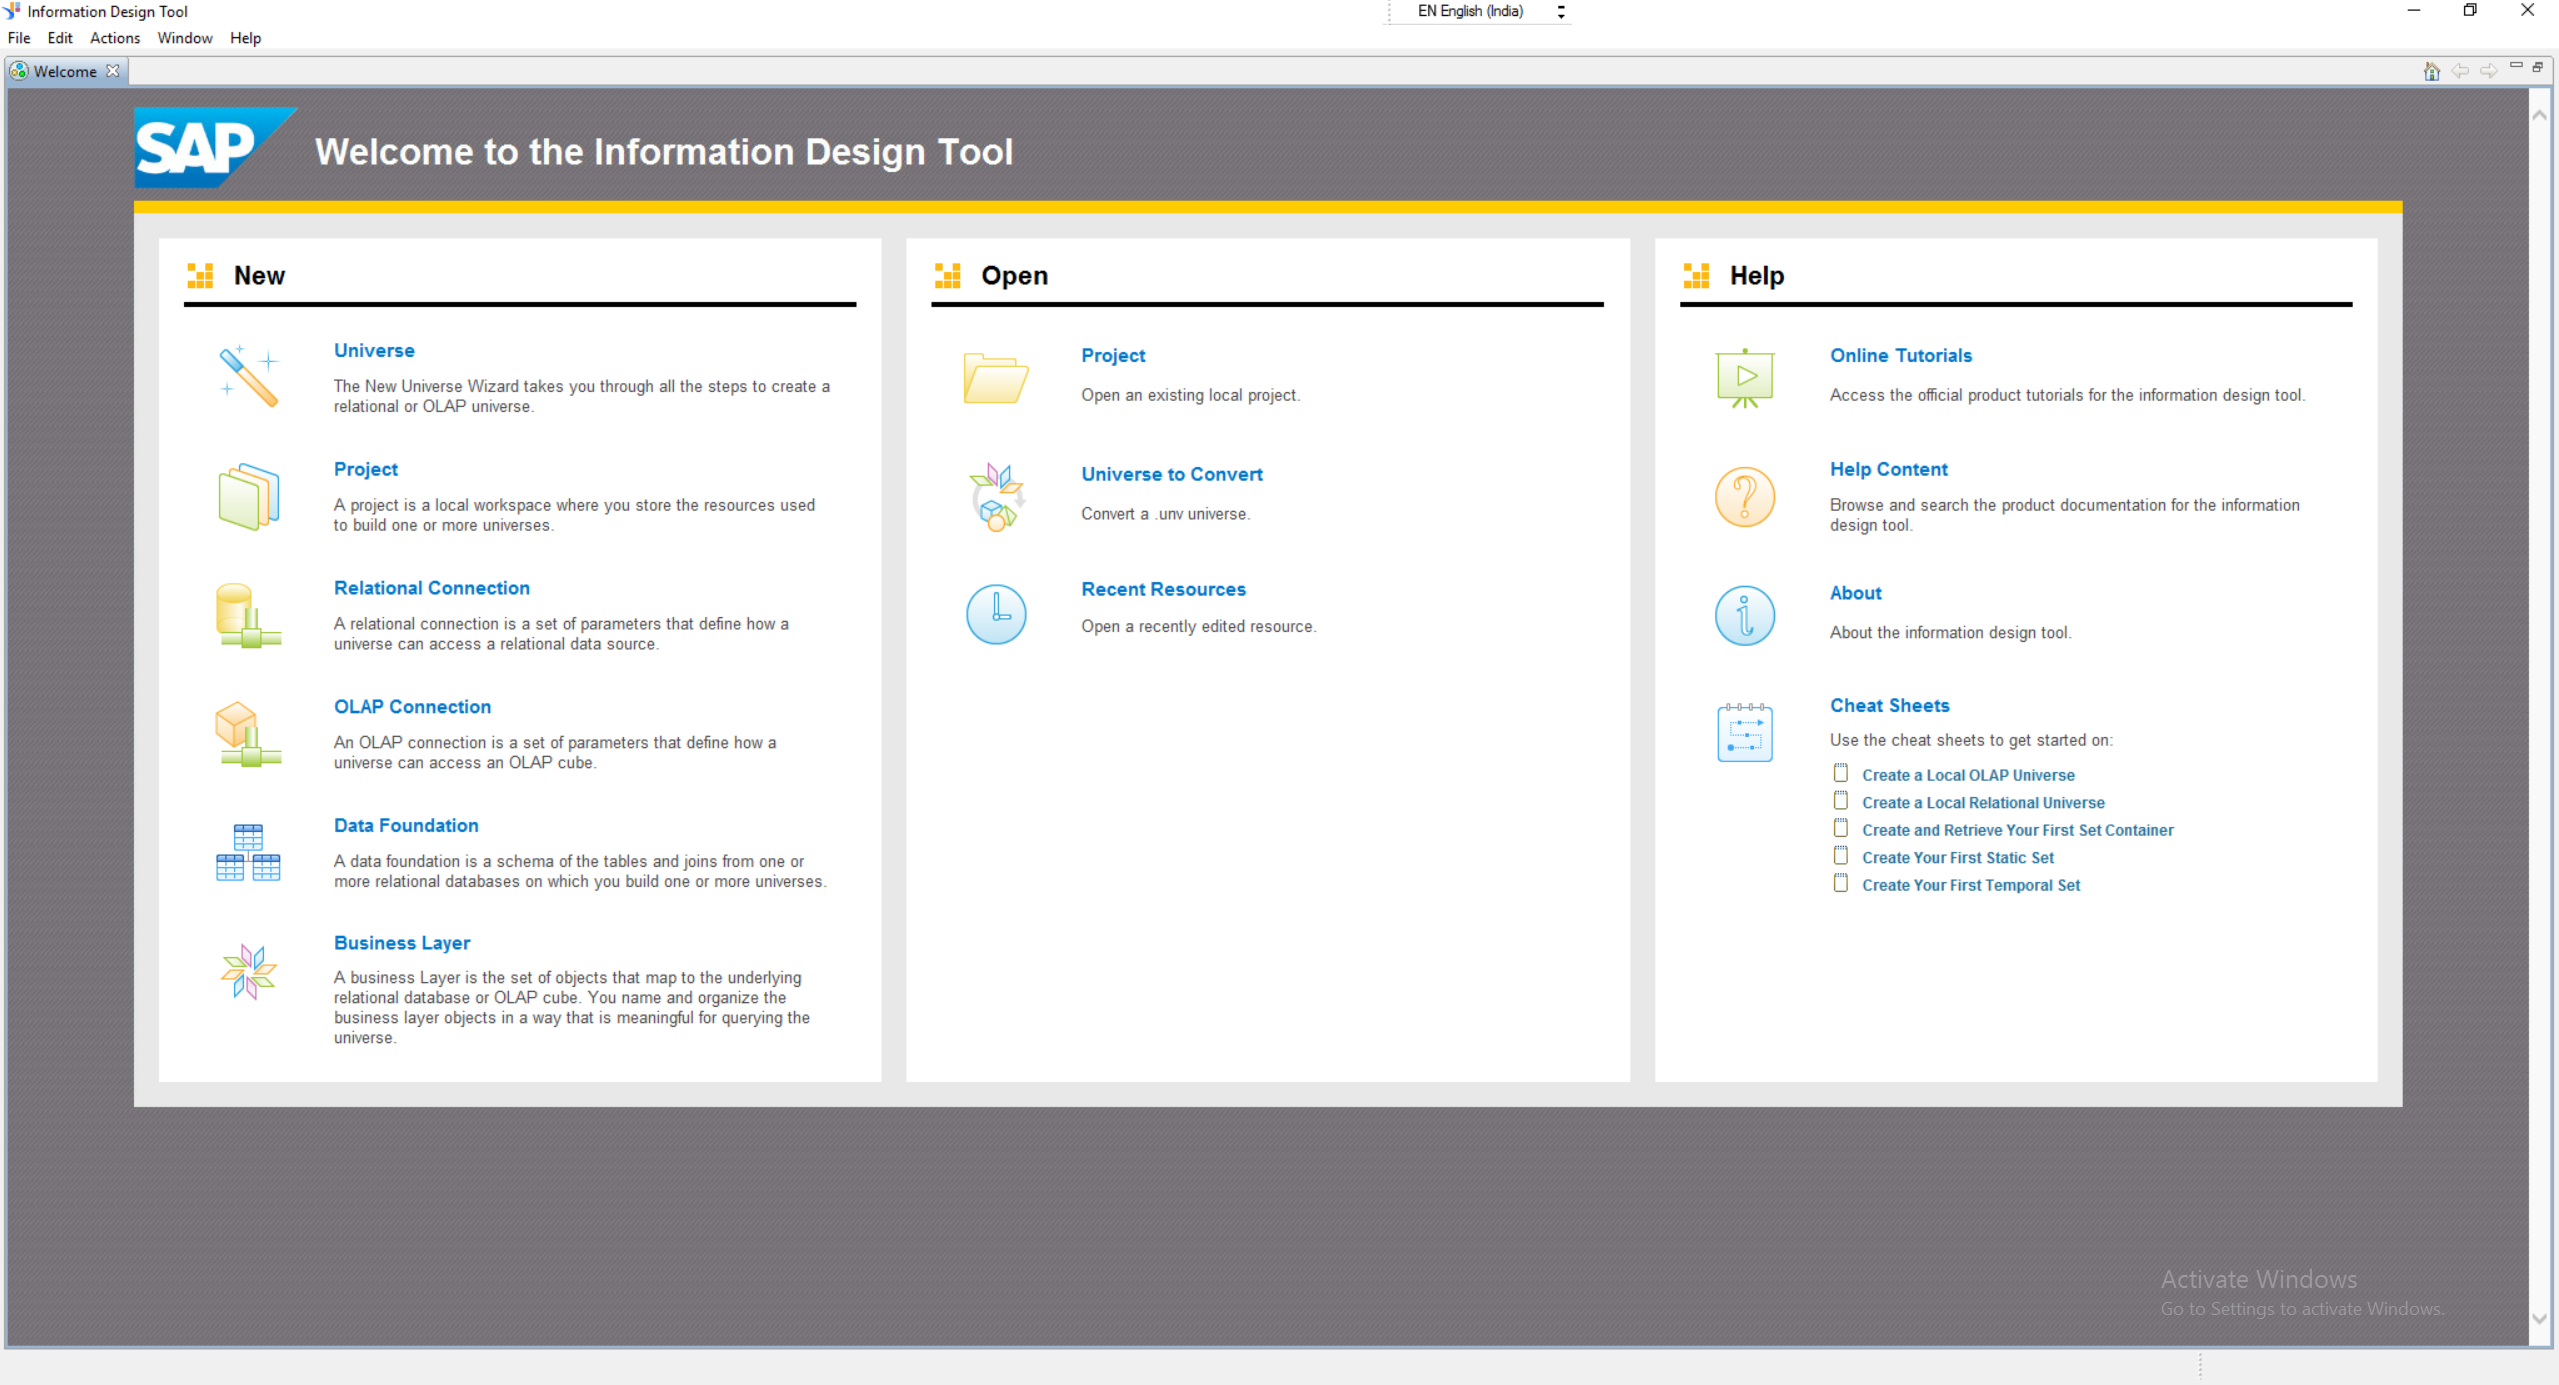 Information Design Tool
EN English (India)
File Edit Actions Window Help
Welcome
SAP
Welcome to the Information Design Tool
New
Universe
The New Universe Wizard takes you through all the steps to create a
relational or OLAP universe.
Project
A project is a local workspace where you store the resources used
to build one or more universes.
Relational Connection
A relational connection is a set of parameters that define how a
universe can access a relational data source.
OLAP Connection
An OLAP connection is a set of parameters that define how a
universe can access an OLAP cube.
Data Foundation
A data foundation is a schema of the tables and joins from one or
more relational databases on which you build one or more universes.
Business Layer
A business Layer is the set of objects that map to the underlying
relational database or OLAP cube. You name and organize the
business layer objects in a way that is meaningful for querying the
universe.
Open
Project
Open an existing local project.
Universe to Convert
Convert a .unv universe.
Recent Resources
Open a recently edited resource.
Help
Online Tutorials
Access the official product tutorials for the information design tool.
Help Content
Browse and search the product documentation for the information
design tool.
About
About the information design tool.
Cheat Sheets
Use the cheat sheets to get started on:
Create a Local OLAP Universe
Create a Local Relational Universe
Create and Retrieve Your First Set Container
Create Your First Static Set
Create Your First Temporal Set
Activate Windows
Go to Settings to activate Windows.